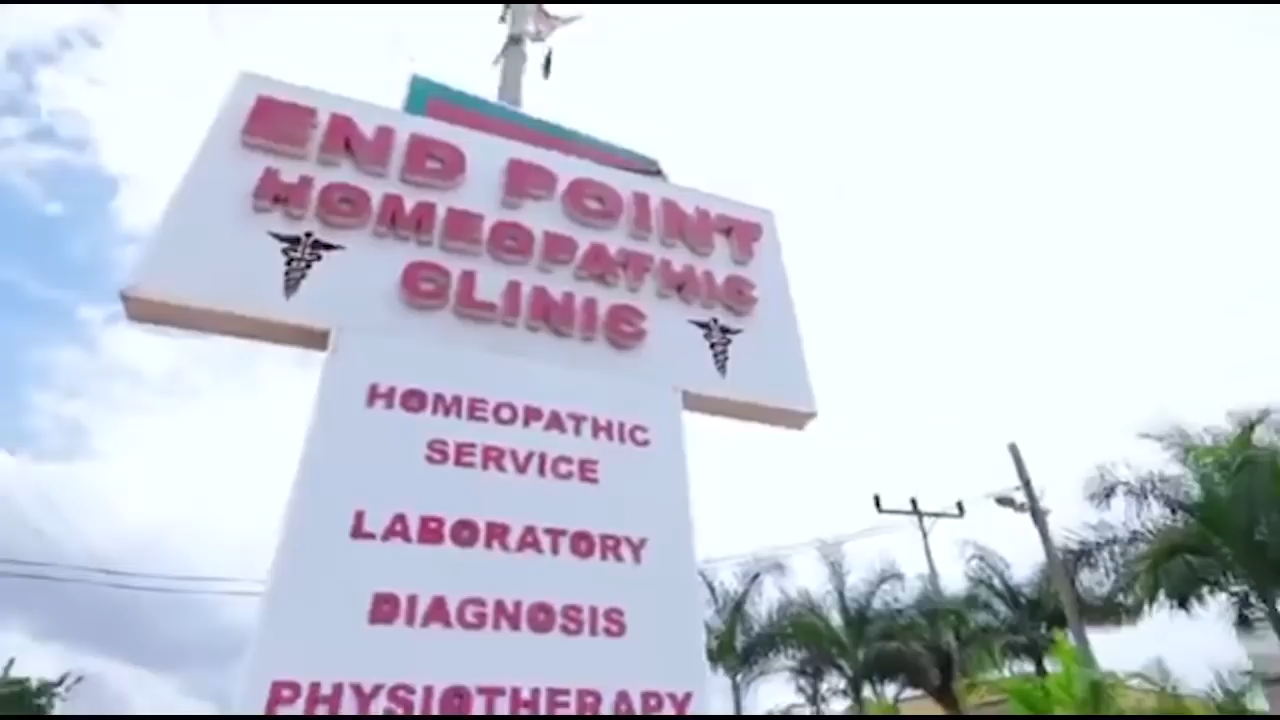 END POINT
HOMEOPATHIC
CLINIC
HOMEOPATHIC
SERVICE
LABORATORY
DIAGNOSIS
PHYSIOTHERAPY